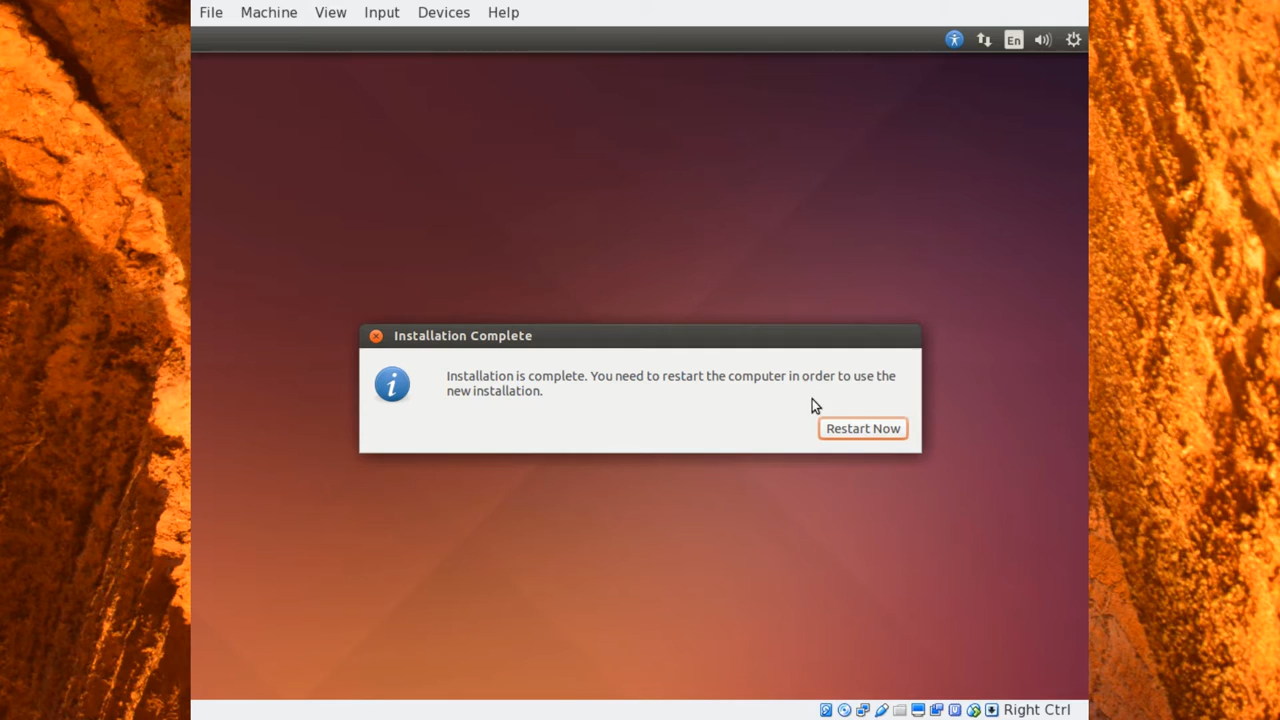 File Machine View Input Devices Help
En
Installation Complete
Installation is complete. You need to restart the computer in order to use the
new installation.
Restart Now
Right Ctrl